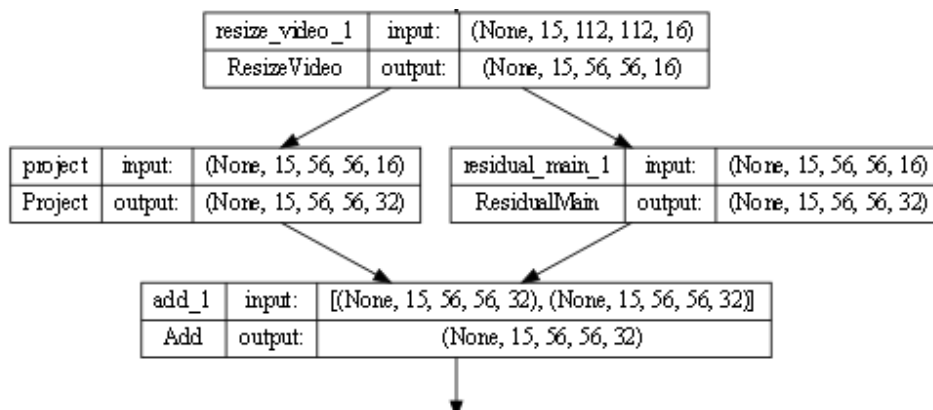 resize_video_1 input: (None, 15, 112, 112, 16)
ResizeVideo output: (None, 15, 56, 56, 16)
project input: (None, 15, 56, 56, 16)
Project output: (None, 15, 56, 56, 32)
residual_main_1 input: (None, 15, 56, 56, 16)
ResidualMain output: (None, 15, 56, 56, 32)
add_1 input: [(None, 15, 56, 56, 32), (None, 15, 56, 56, 32)]
Add output: (None, 15, 56, 56, 32)